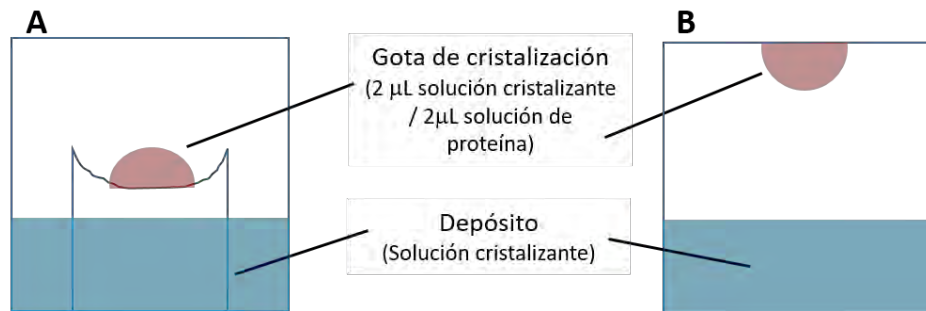 A
B
Gota de cristalización
(2 μL solución cristalizante
/ 2μL solución de
proteína)
Depósito
(Solución cristalizante)